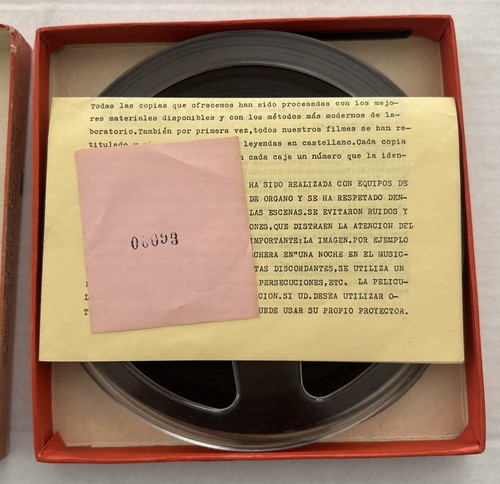 Todas las copias que ofrecemos han sido procesadas con los mejo-
res materiales disponibles y con los métodos más modernos de la-
boratorio.También por primera vez,todos nuestros filmes se han re-
titulado leyendas en castellano.Cada copia
cada caja un número que la iden-
HA SIDO REALIZADA CON EQUIPOS DE
DE ORGANO Y SE HA RESPETADO DEN-
LAS ESCENAS.SE EVITARON RUIDOS Y
ONES,QUE DISTRAEN LA ATENCION DEL
IMPORTANTE:LA IMAGEN.POR EJEMPLO
CHERA EN"UNA NOCHE EN EL MUSIC-
TAS DISCORDANTES,SE UTILIZA UN
PERSECUCIONES,ETC. LA PELICU-
CION.SI UD.DESEA UTILIZAR O-
UEDE USAR SU PROPIO PROYECTOR.
06093